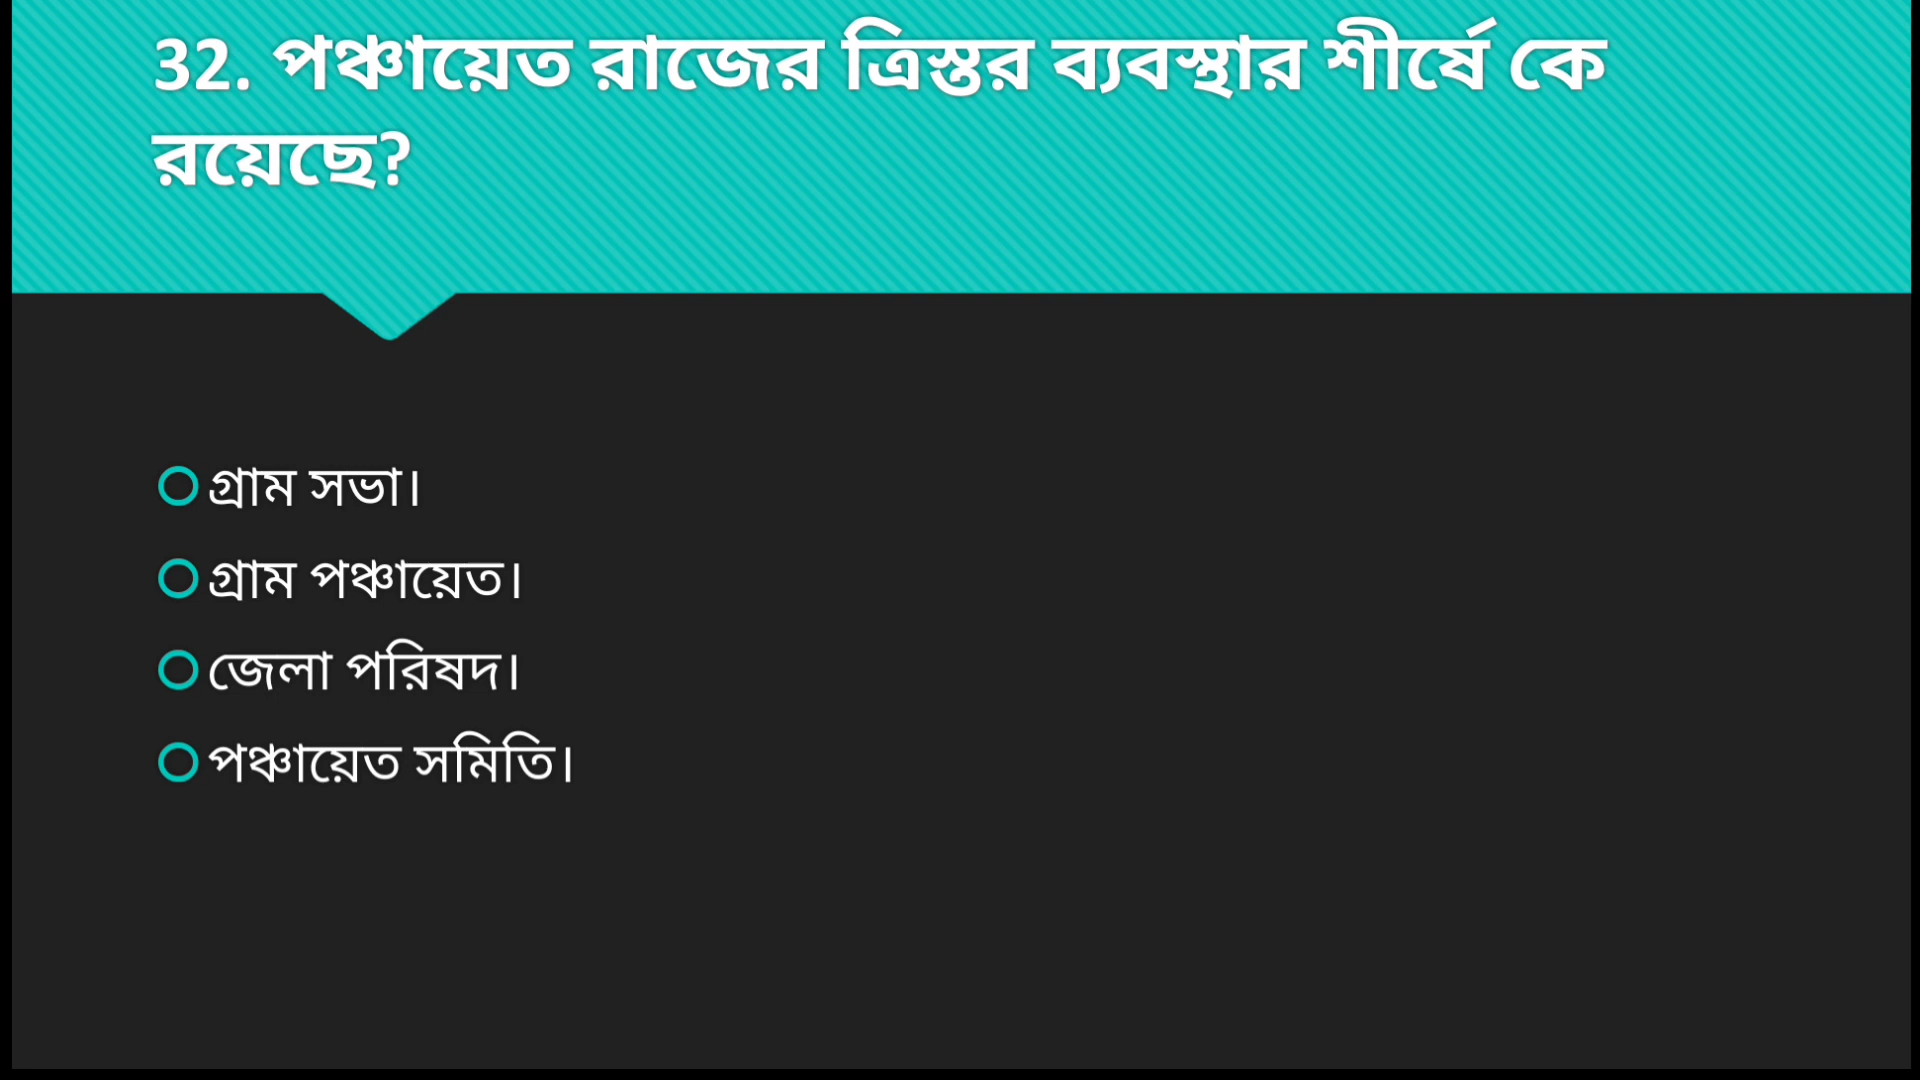 32. পঞ্চায়েত রাজের ত্রিস্তর ব্যবস্থার শীর্ষে কে
রয়েছে?
গ্রাম সভা।
গ্রাম পঞ্চায়েত।
জেলা পরিষদ।
পঞ্চায়েত সমিতি।